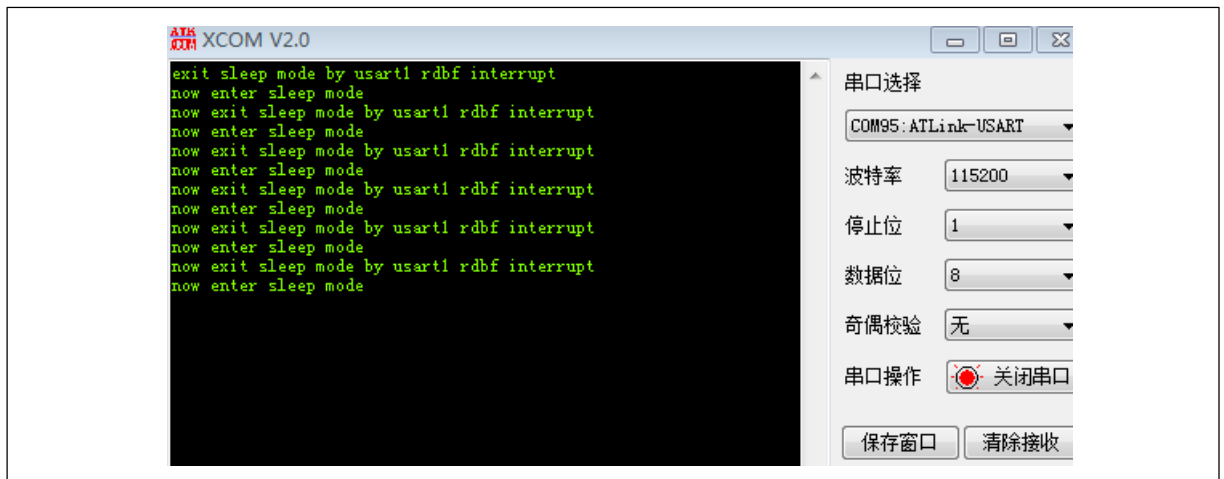 ATK XCOM XCOM V2.0
exit sleep mode by usart1 rdbf interrupt
now enter sleep mode
now exit sleep mode by usart1 rdbf interrupt
now enter sleep mode
now exit sleep mode by usart1 rdbf interrupt
now enter sleep mode
now exit sleep mode by usart1 rdbf interrupt
now enter sleep mode
now exit sleep mode by usart1 rdbf interrupt
now enter sleep mode
now exit sleep mode by usart1 rdbf interrupt
now enter sleep mode
串口选择
COM95:ATLink-USART
波特率 115200
停止位 1
数据位 8
奇偶校验 无
串口操作 关闭串口
保存窗口 清除接收